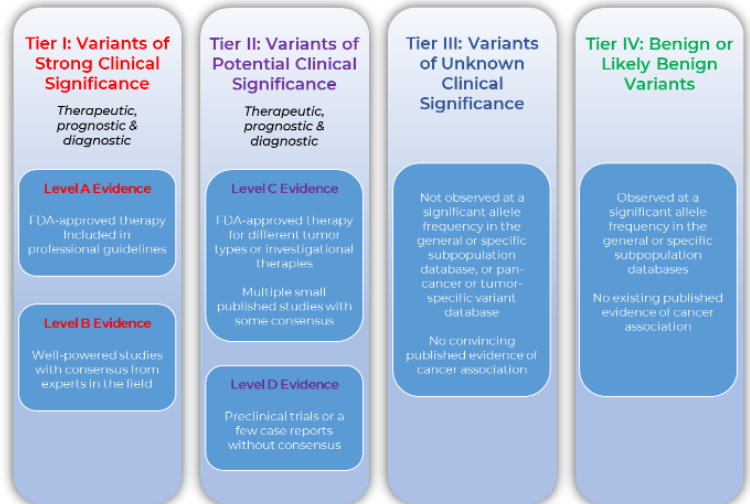 Tier I: Variants of
Strong Clinical
Significance
Therapeutic,
prognostic &
diagnostic
Level A Evidence
FDA-approved therapy
Included in
professional guidelines
Level B Evidence
Well-powered studies
with consensus from
experts in the field
Tier II: Variants of
Potential Clinical
Significance
Therapeutic,
prognostic &
diagnostic
Level C Evidence
FDA-approved therapy
for different tumor
types or investigational
therapies
Multiple small
published studies with
some consensus
Level D Evidence
Preclinical trials or a
few case reports
without consensus
Tier III: Variants
of Unknown
Clinical
Significance
Not observed at a
significant allele
frequency in the
general or specific
subpopulation
database, or pan-
cancer or tumor-
specific variant
database
No convincing
published evidence of
cancer association
Tier IV: Benign or
Likely Benign
Variants
Observed at a
significant allele
frequency in the
general or specific
subpopulation
databases
No existing published
evidence of cancer
association